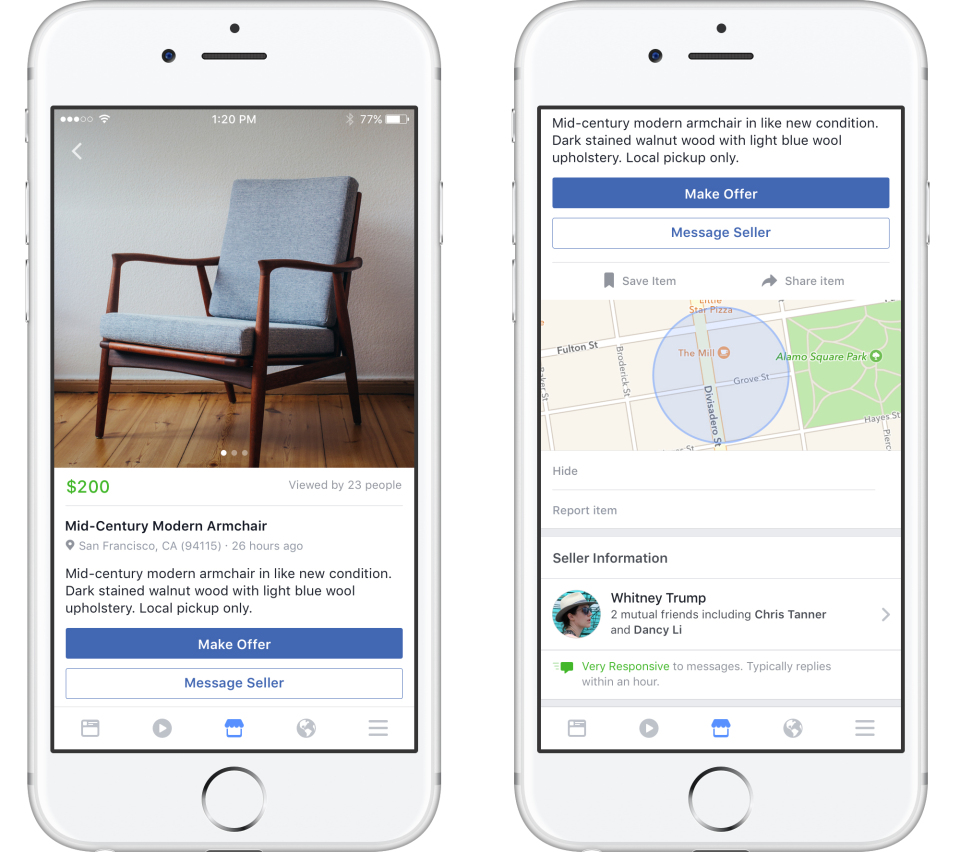 1:20 PM
77%
$200
Viewed by 23 people
Mid-Century Modern Armchair
San Francisco, CA (94115) · 26 hours ago
Mid-century modern armchair in like new condition.
Dark stained walnut wood with light blue wool
upholstery. Local pickup only.
Make Offer
Message Seller
Mid-century modern armchair in like new condition.
Dark stained walnut wood with light blue wool
upholstery. Local pickup only.
Make Offer
Message Seller
Save Item
Share item
Little
Star Pizza
Fulton St
The Mill
Alamo Square Park
Broderick St
Grove St
Divisadero St
Hayes St
Hide
Report item
Seller Information
Whitney Trump
2 mutual friends including Chris Tanner
and Dancy Li
Very Responsive to messages. Typically replies
within an hour.